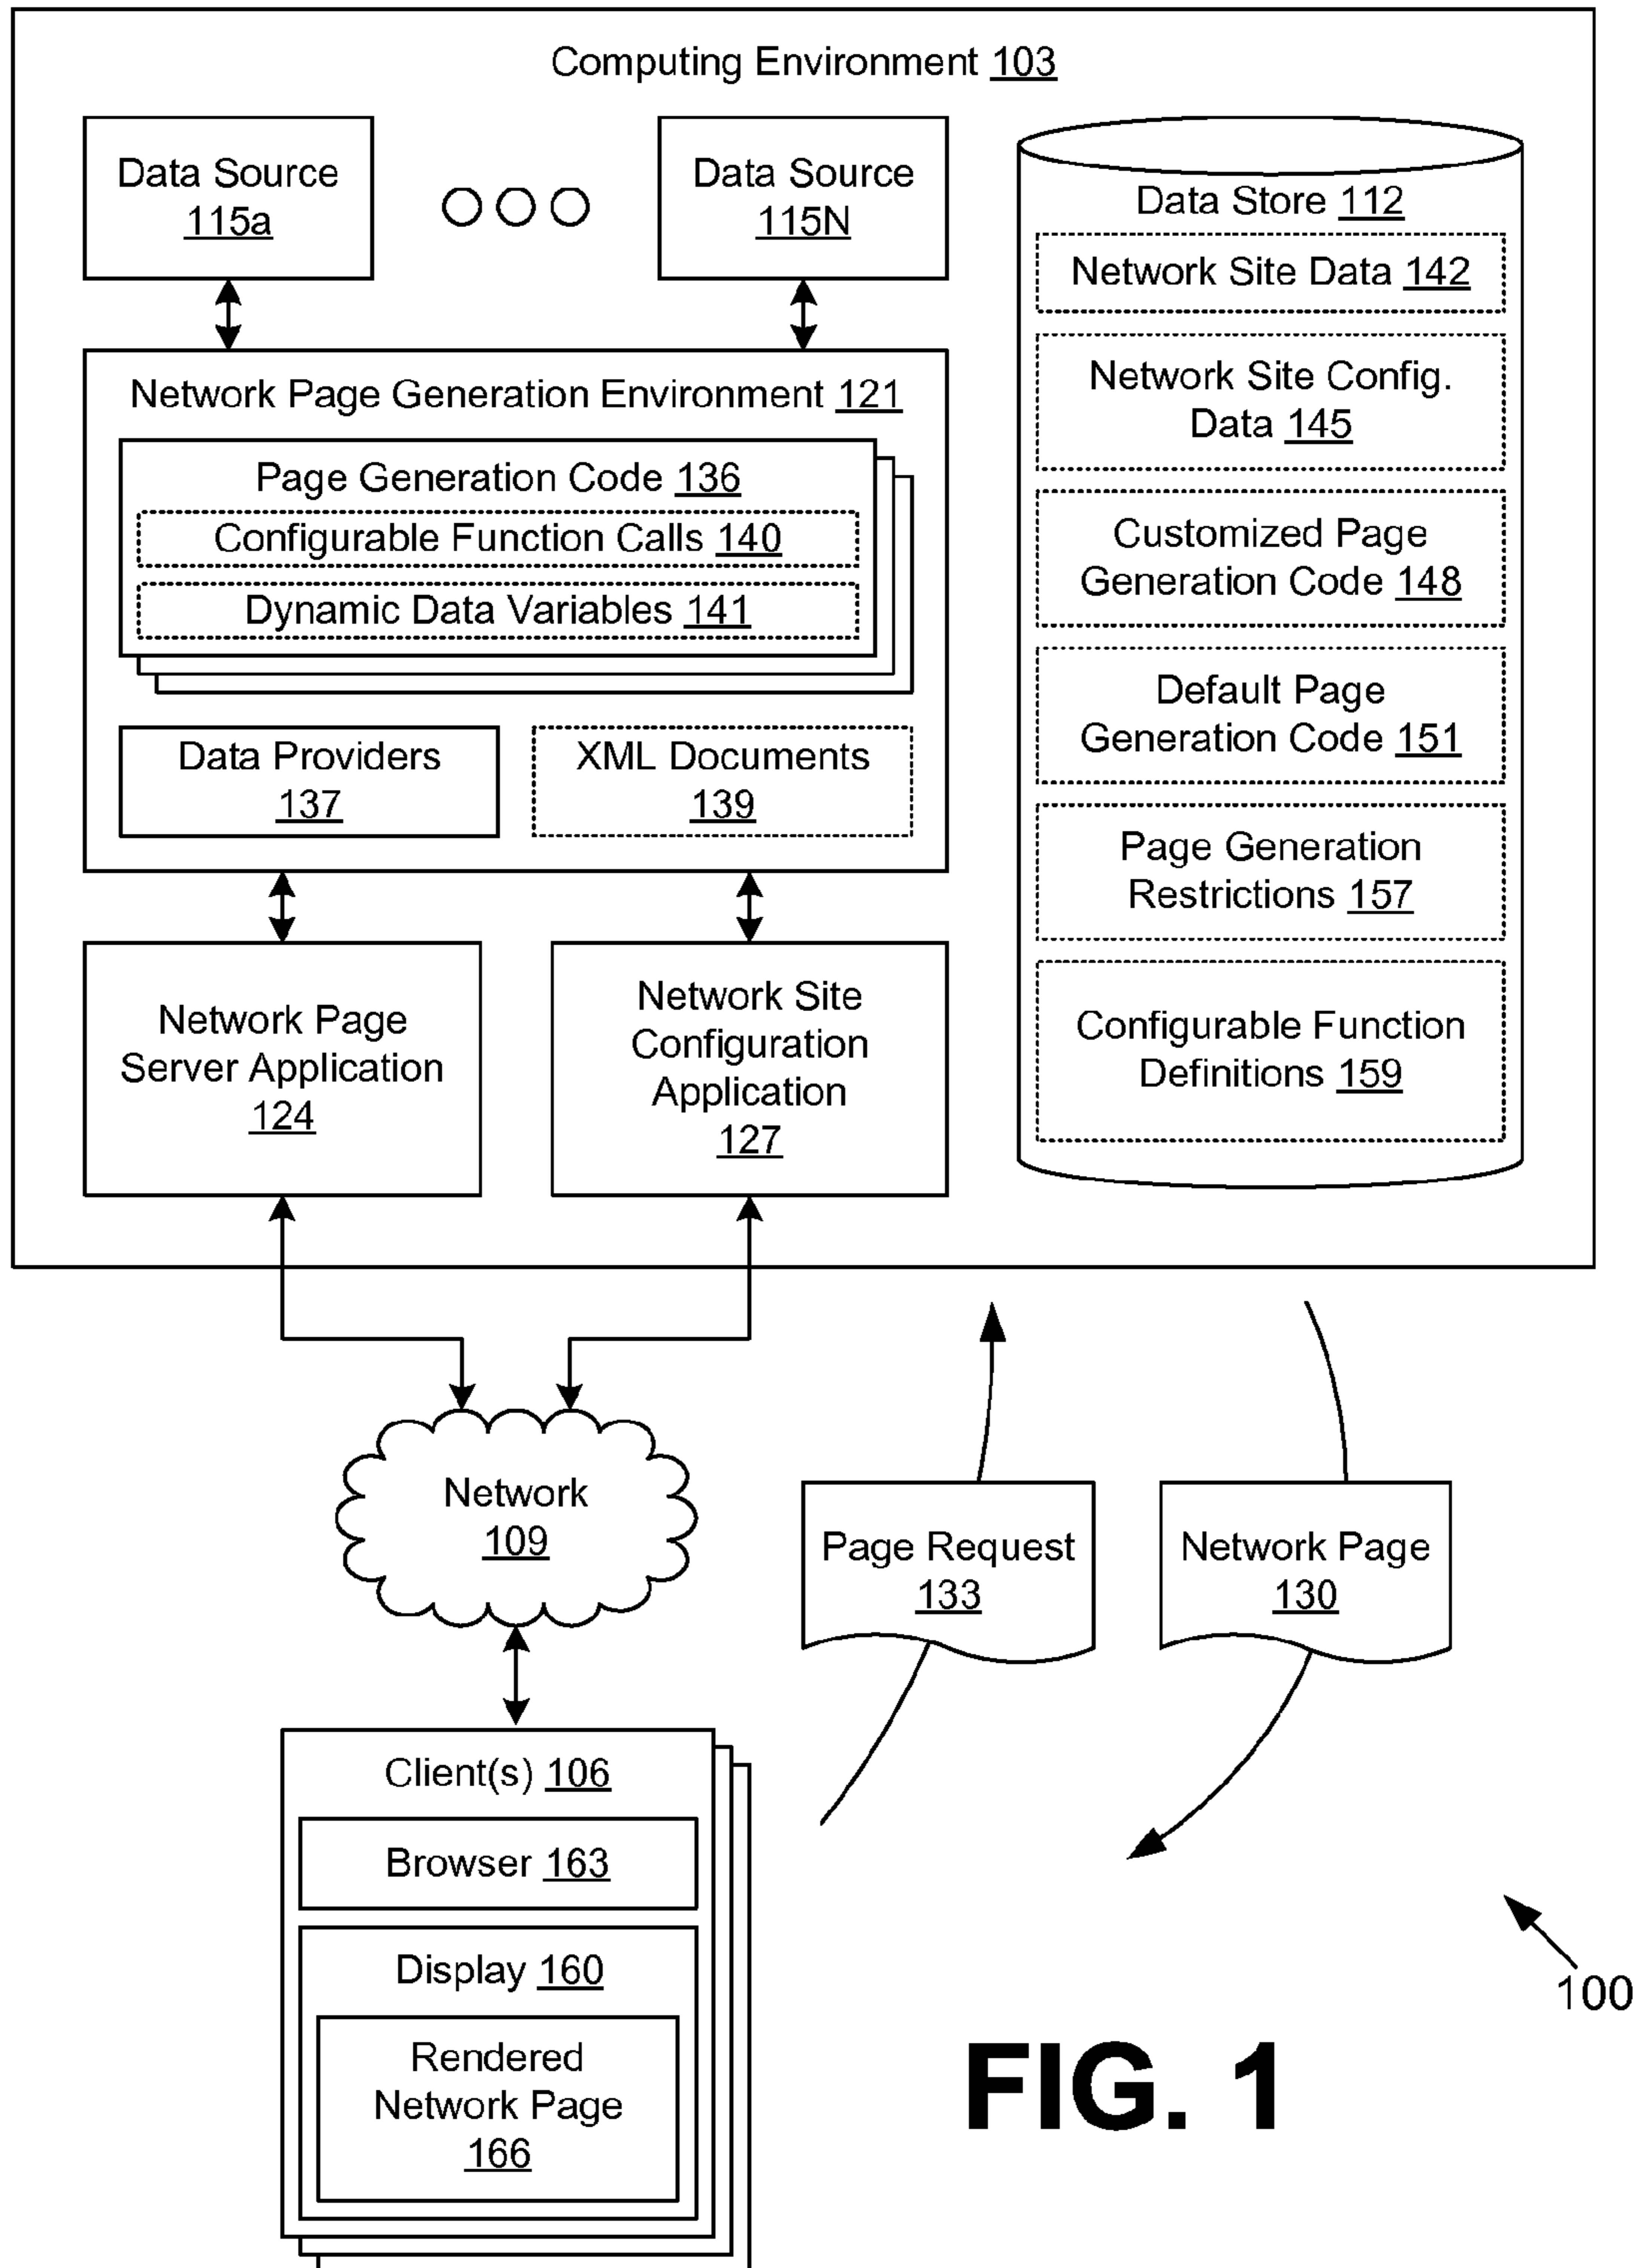 Computing Environment 103
Data Source
115a
Data Source
115N
Network Page Generation Environment 121
Page Generation Code 136
Configurable Function Calls 140
Dynamic Data Variables 141
Data Providers
137
XML Documents
139
Network Page
Server Application
124
Network Site
Configuration
Application
127
Data Store 112
Network Site Data 142
Network Site Config.
Data 145
Customized Page
Generation Code 148
Default Page
Generation Code 151
Page Generation
Restrictions 157
Configurable Function
Definitions 159
Network
109
Page Request
133
Network Page
130
Client(s) 106
Browser 163
Display 160
Rendered
Network Page
166
100
FIG. 1